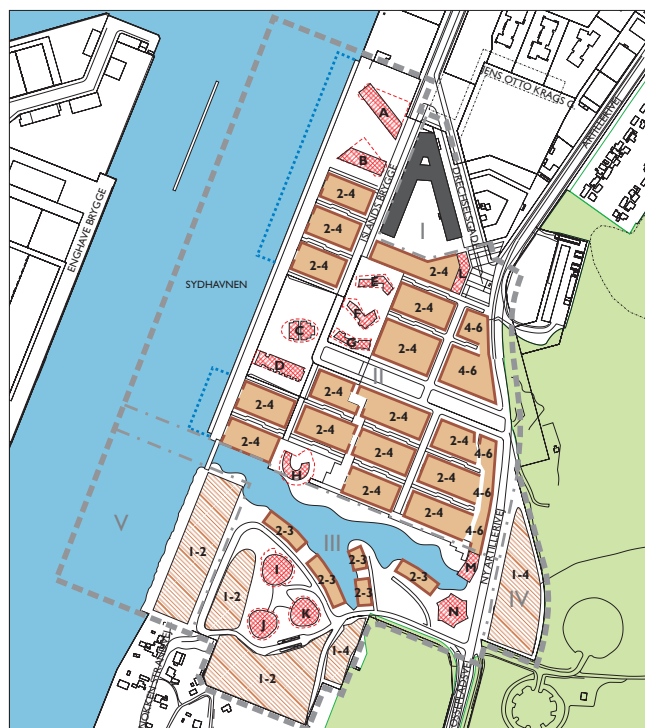 JENS OTTO KRAGS G
ARTILLERIVEJ
A
B
ISLANDS BRYGGE
DRECHSELSGADE
I
ENGHAVE BRYGGE
SYDHAVNEN
2-4
2-4
2-4
2-4
L
E
F
G
C
D
2-4
2-4
4-6
4-6
II
2-4
2-4
2-4
2-4
2-4
2-4
2-4
2-4
2-4
2-4
4-6
4-6
4-6
H
V
III
IV
1-2
1-2
2-3
2-3
2-3
2-3
2-3
I
J
K
M
N
NY ARTILLERIVEJ
1-4
1-4
1-2